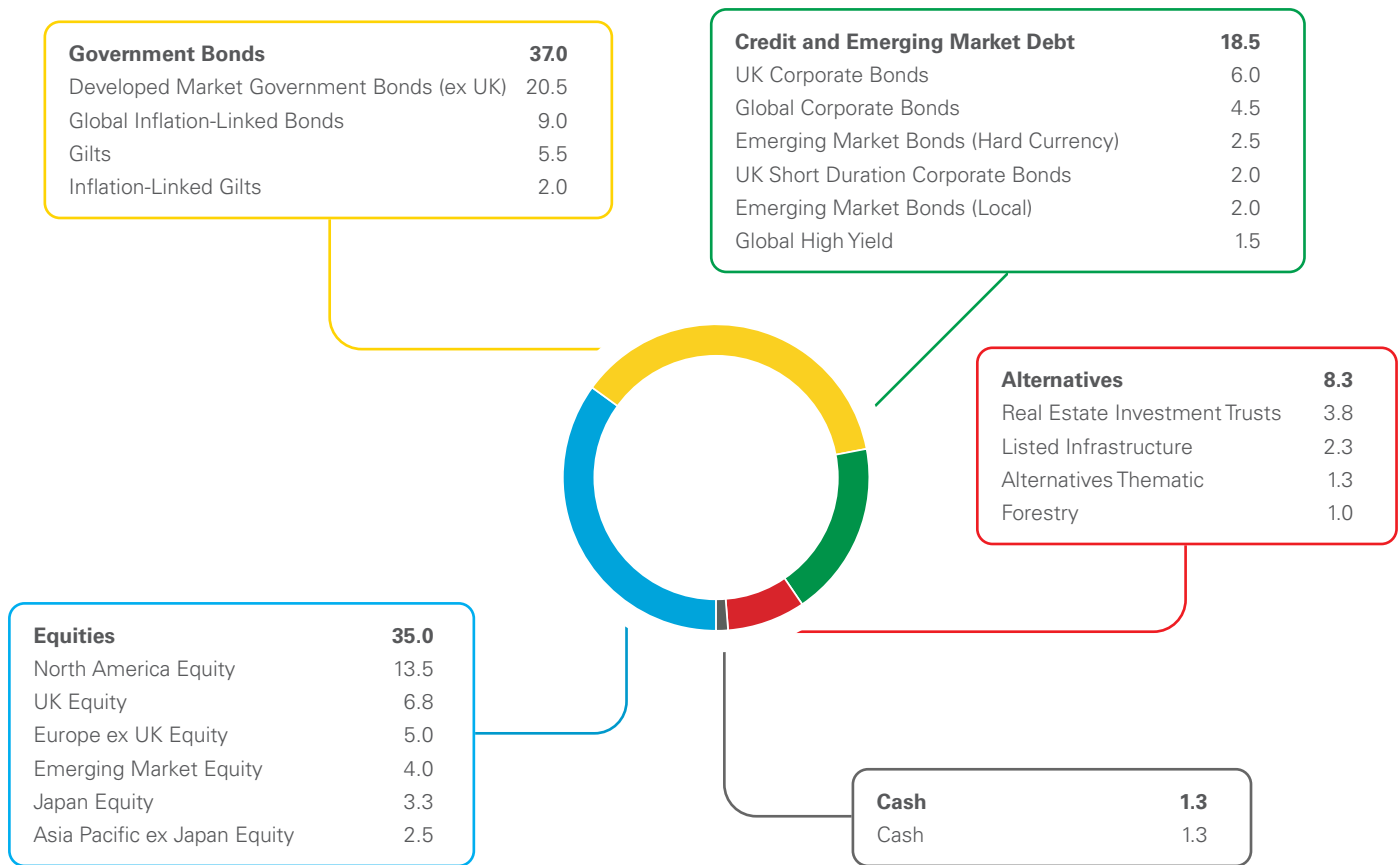 Government Bonds 37.0
Developed Market Government Bonds (ex UK) 20.5
Global Inflation-Linked Bonds 9.0
Gilts 5.5
Inflation-Linked Gilts 2.0
Credit and Emerging Market Debt 18.5
UK Corporate Bonds 6.0
Global Corporate Bonds 4.5
Emerging Market Bonds (Hard Currency) 2.5
UK Short Duration Corporate Bonds 2.0
Emerging Market Bonds (Local) 2.0
Global High Yield 1.5
Alternatives 8.3
Real Estate Investment Trusts 3.8
Listed Infrastructure 2.3
Alternatives Thematic 1.3
Forestry 1.0
Equities 35.0
North America Equity 13.5
UK Equity 6.8
Europe ex UK Equity 5.0
Emerging Market Equity 4.0
Japan Equity 3.3
Asia Pacific ex Japan Equity 2.5
Cash 1.3
Cash 1.3